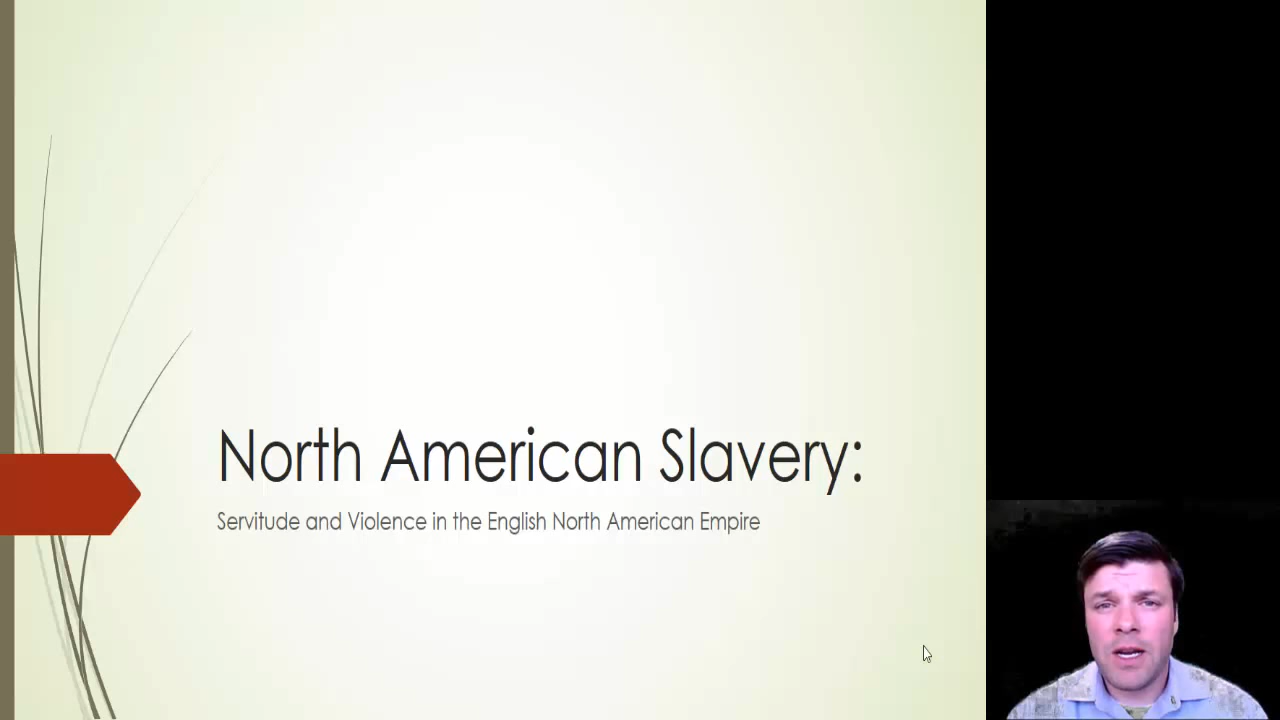 North American Slavery:
Servitude and Violence in the English North American Empire